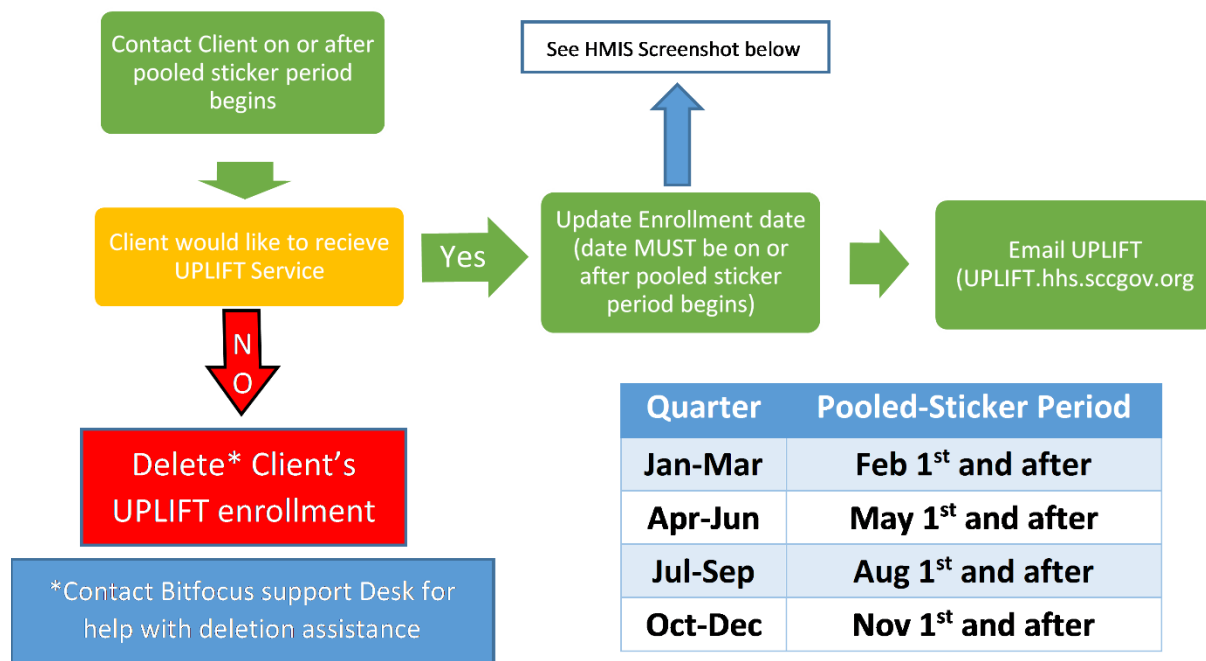 Contact Client on or after
pooled sticker period
begins
See HMIS Screenshot below
Client would like to recieve
UPLIFT Service
Yes
Update Enrollment date
(date MUST be on or
after pooled sticker
period begins)
Email UPLIFT
(UPLIFT.hhs.sccgov.org
N
O
Delete* Client's
UPLIFT enrollment
*Contact Bitfocus support Desk for
help with deletion assistance
Quarter Pooled-Sticker Period
Jan-Mar Feb 1st and after
Apr-Jun May 1st and after
Jul-Sep Aug 1st and after
Oct-Dec Nov 1st and after